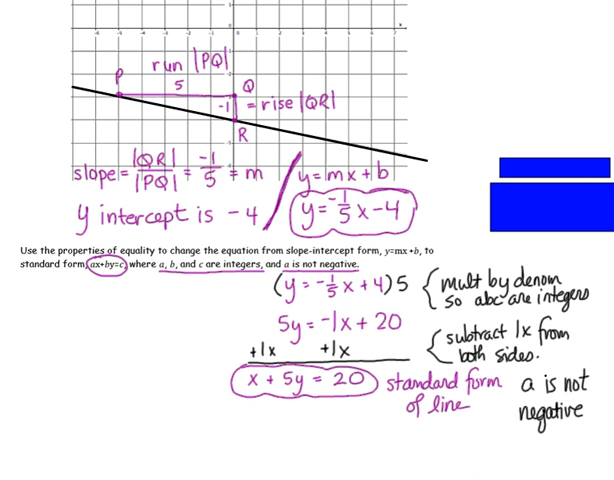 run |PQ|
P
5
Q
-1 = rise |QR|
R
slope = |QR|/|PQ| = -1/5 = m
y = mx + b
y intercept is -4
y = -1/5 x - 4
Use the properties of equality to change the equation from slope-intercept form, y=mx+b, to
standard form, ax+by=c, where a, b, and c are integers, and a is not negative.
(y = -1/5 x + 4)5
mult by denom
so abc are integers
5y = -1x + 20
+1x +1x
subtract 1x from
both sides.
x + 5y = 20
standard form
of line
a is not
negative